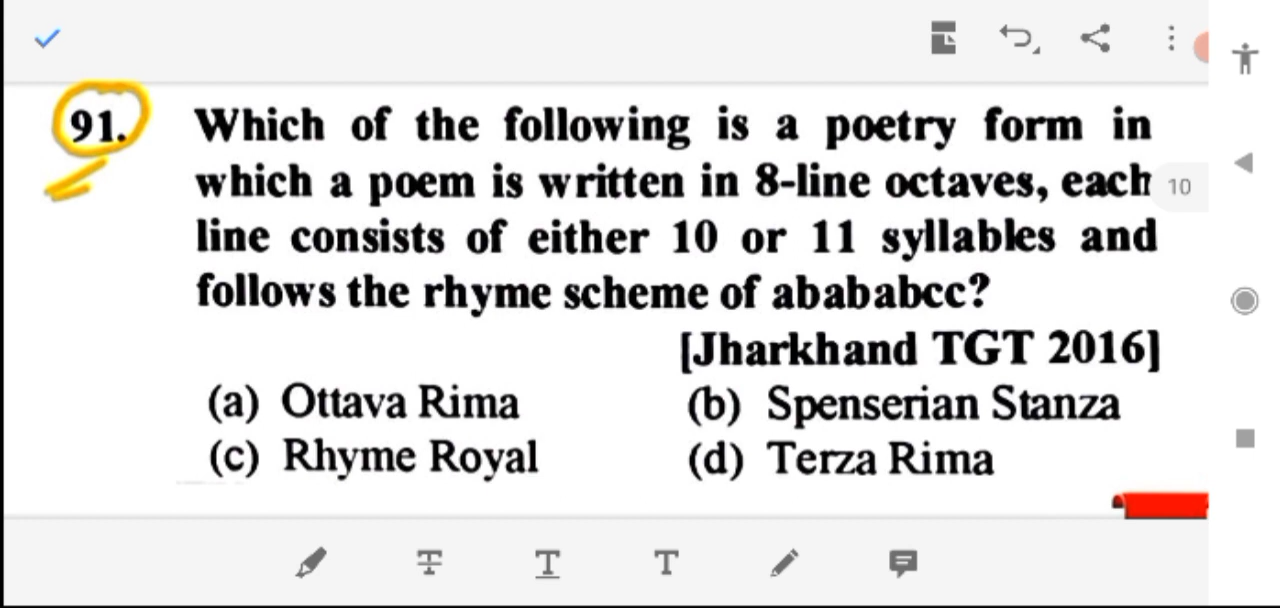 91. Which of the following is a poetry form in
which a poem is written in 8-line octaves, each
10
line consists of either 10 or 11 syllables and
follows the rhyme scheme of abababcc?
[Jharkhand TGT 2016]
(a) Ottava Rima (b) Spenserian Stanza
(c) Rhyme Royal (d) Terza Rima
T T T